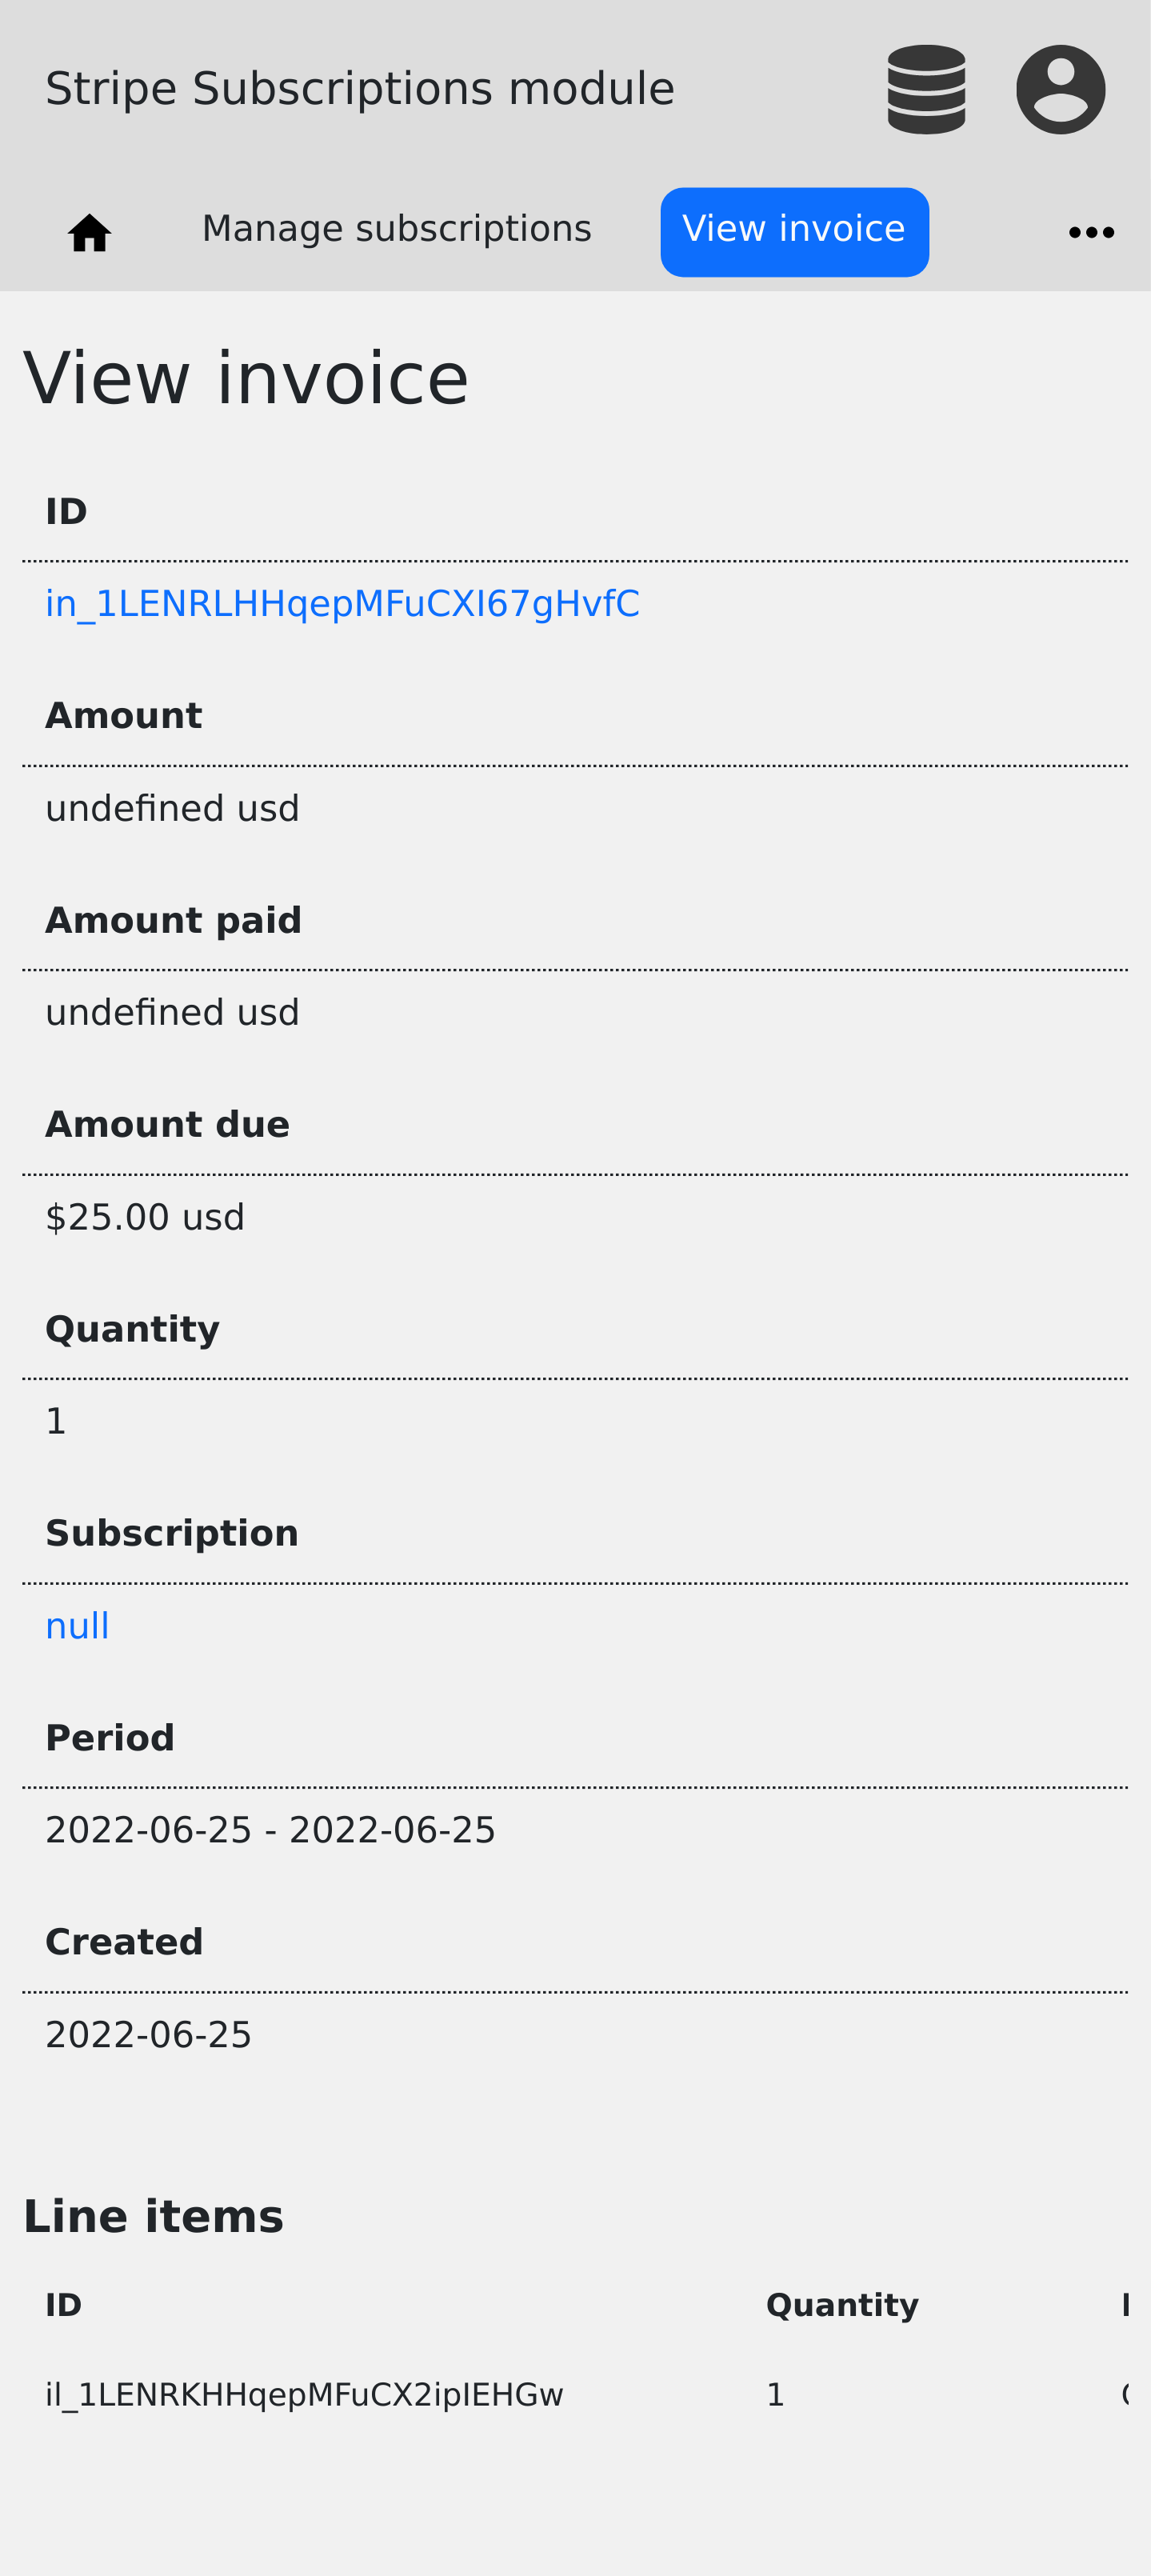 Stripe Subscriptions module
Manage subscriptions View invoice
View invoice
ID
in_1LENRLHHqepMFuCXI67gHvfC
Amount
undefined usd
Amount paid
undefined usd
Amount due
$25.00 usd
Quantity
1
Subscription
null
Period
2022-06-25 - 2022-06-25
Created
2022-06-25
Line items
ID Quantity
il_1LENRKHHqepMFuCX2ipIEHGw 1